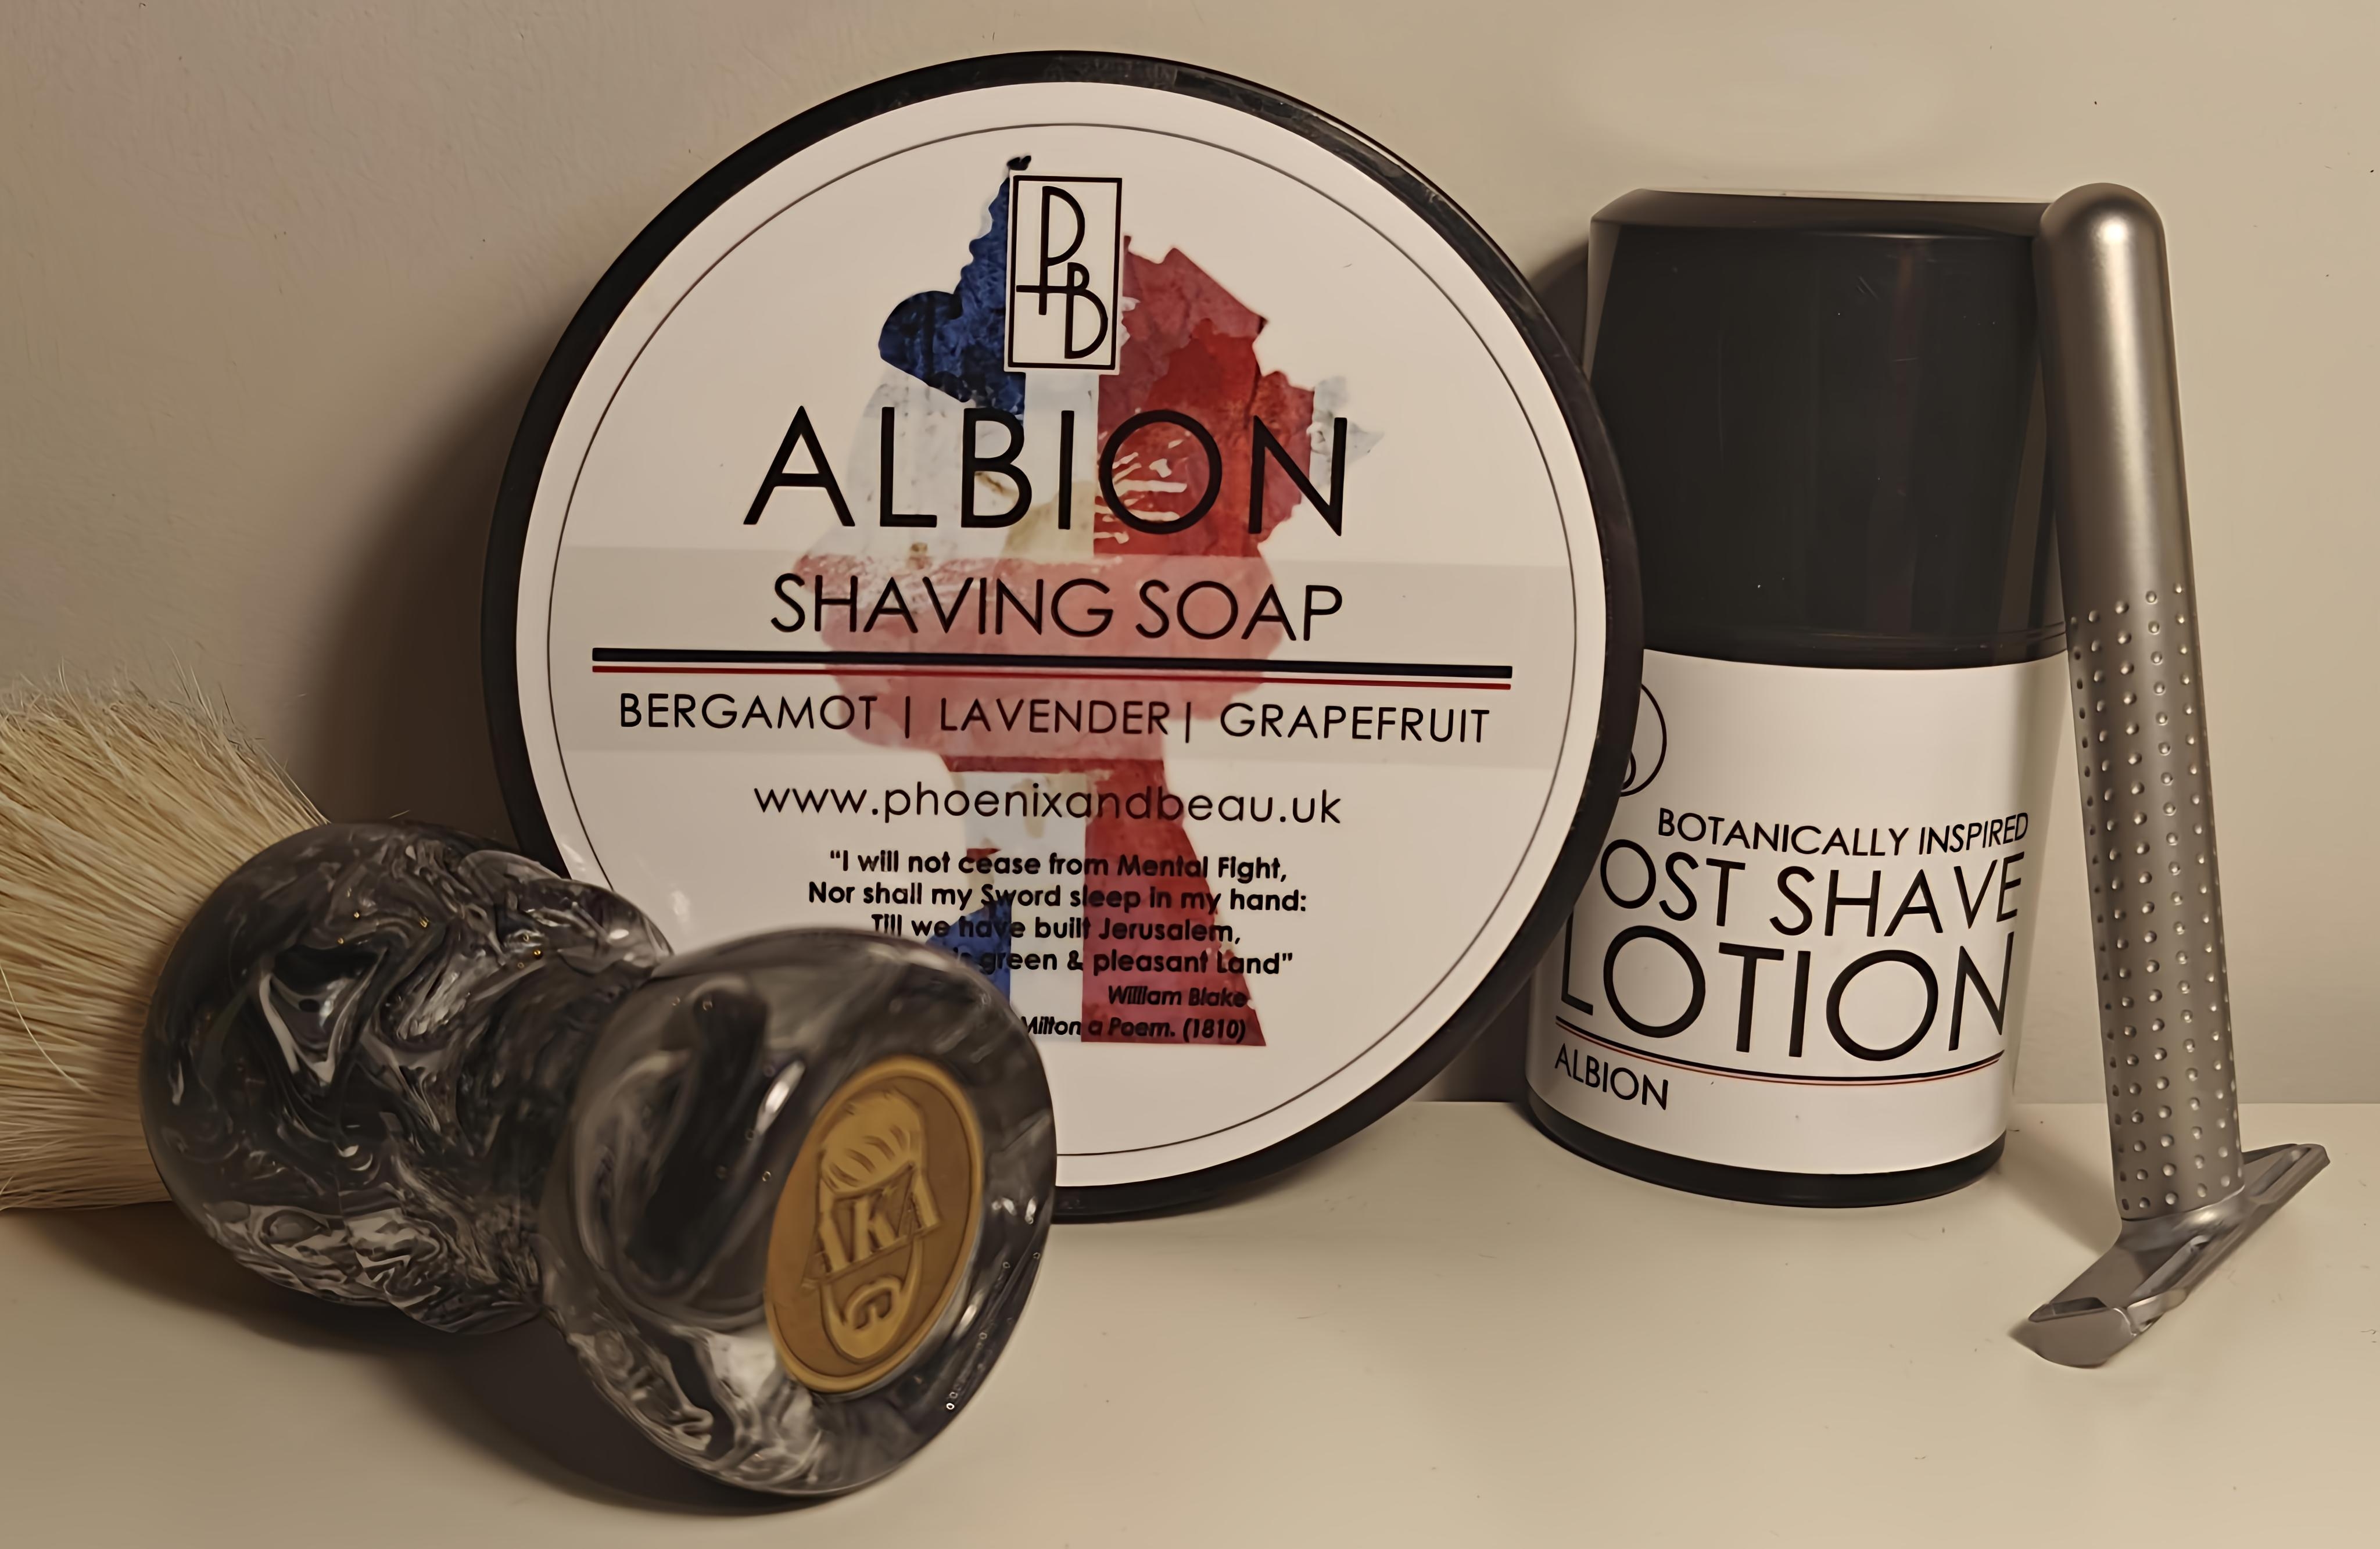 PB
ALBION
SHAVING SOAP
BERGAMOT | LAVENDER | GRAPEFRUIT
www.phoenixandbeau.uk
"I will not cease from Mental Fight,
Nor shall my Sword sleep in my hand:
Till we have built Jerusalem,
green & pleasant Land"
William Blake
Milton a Poem. (1810)
BOTANICALLY INSPIRED
OST SHAVE
LOTION
ALBION
AKA